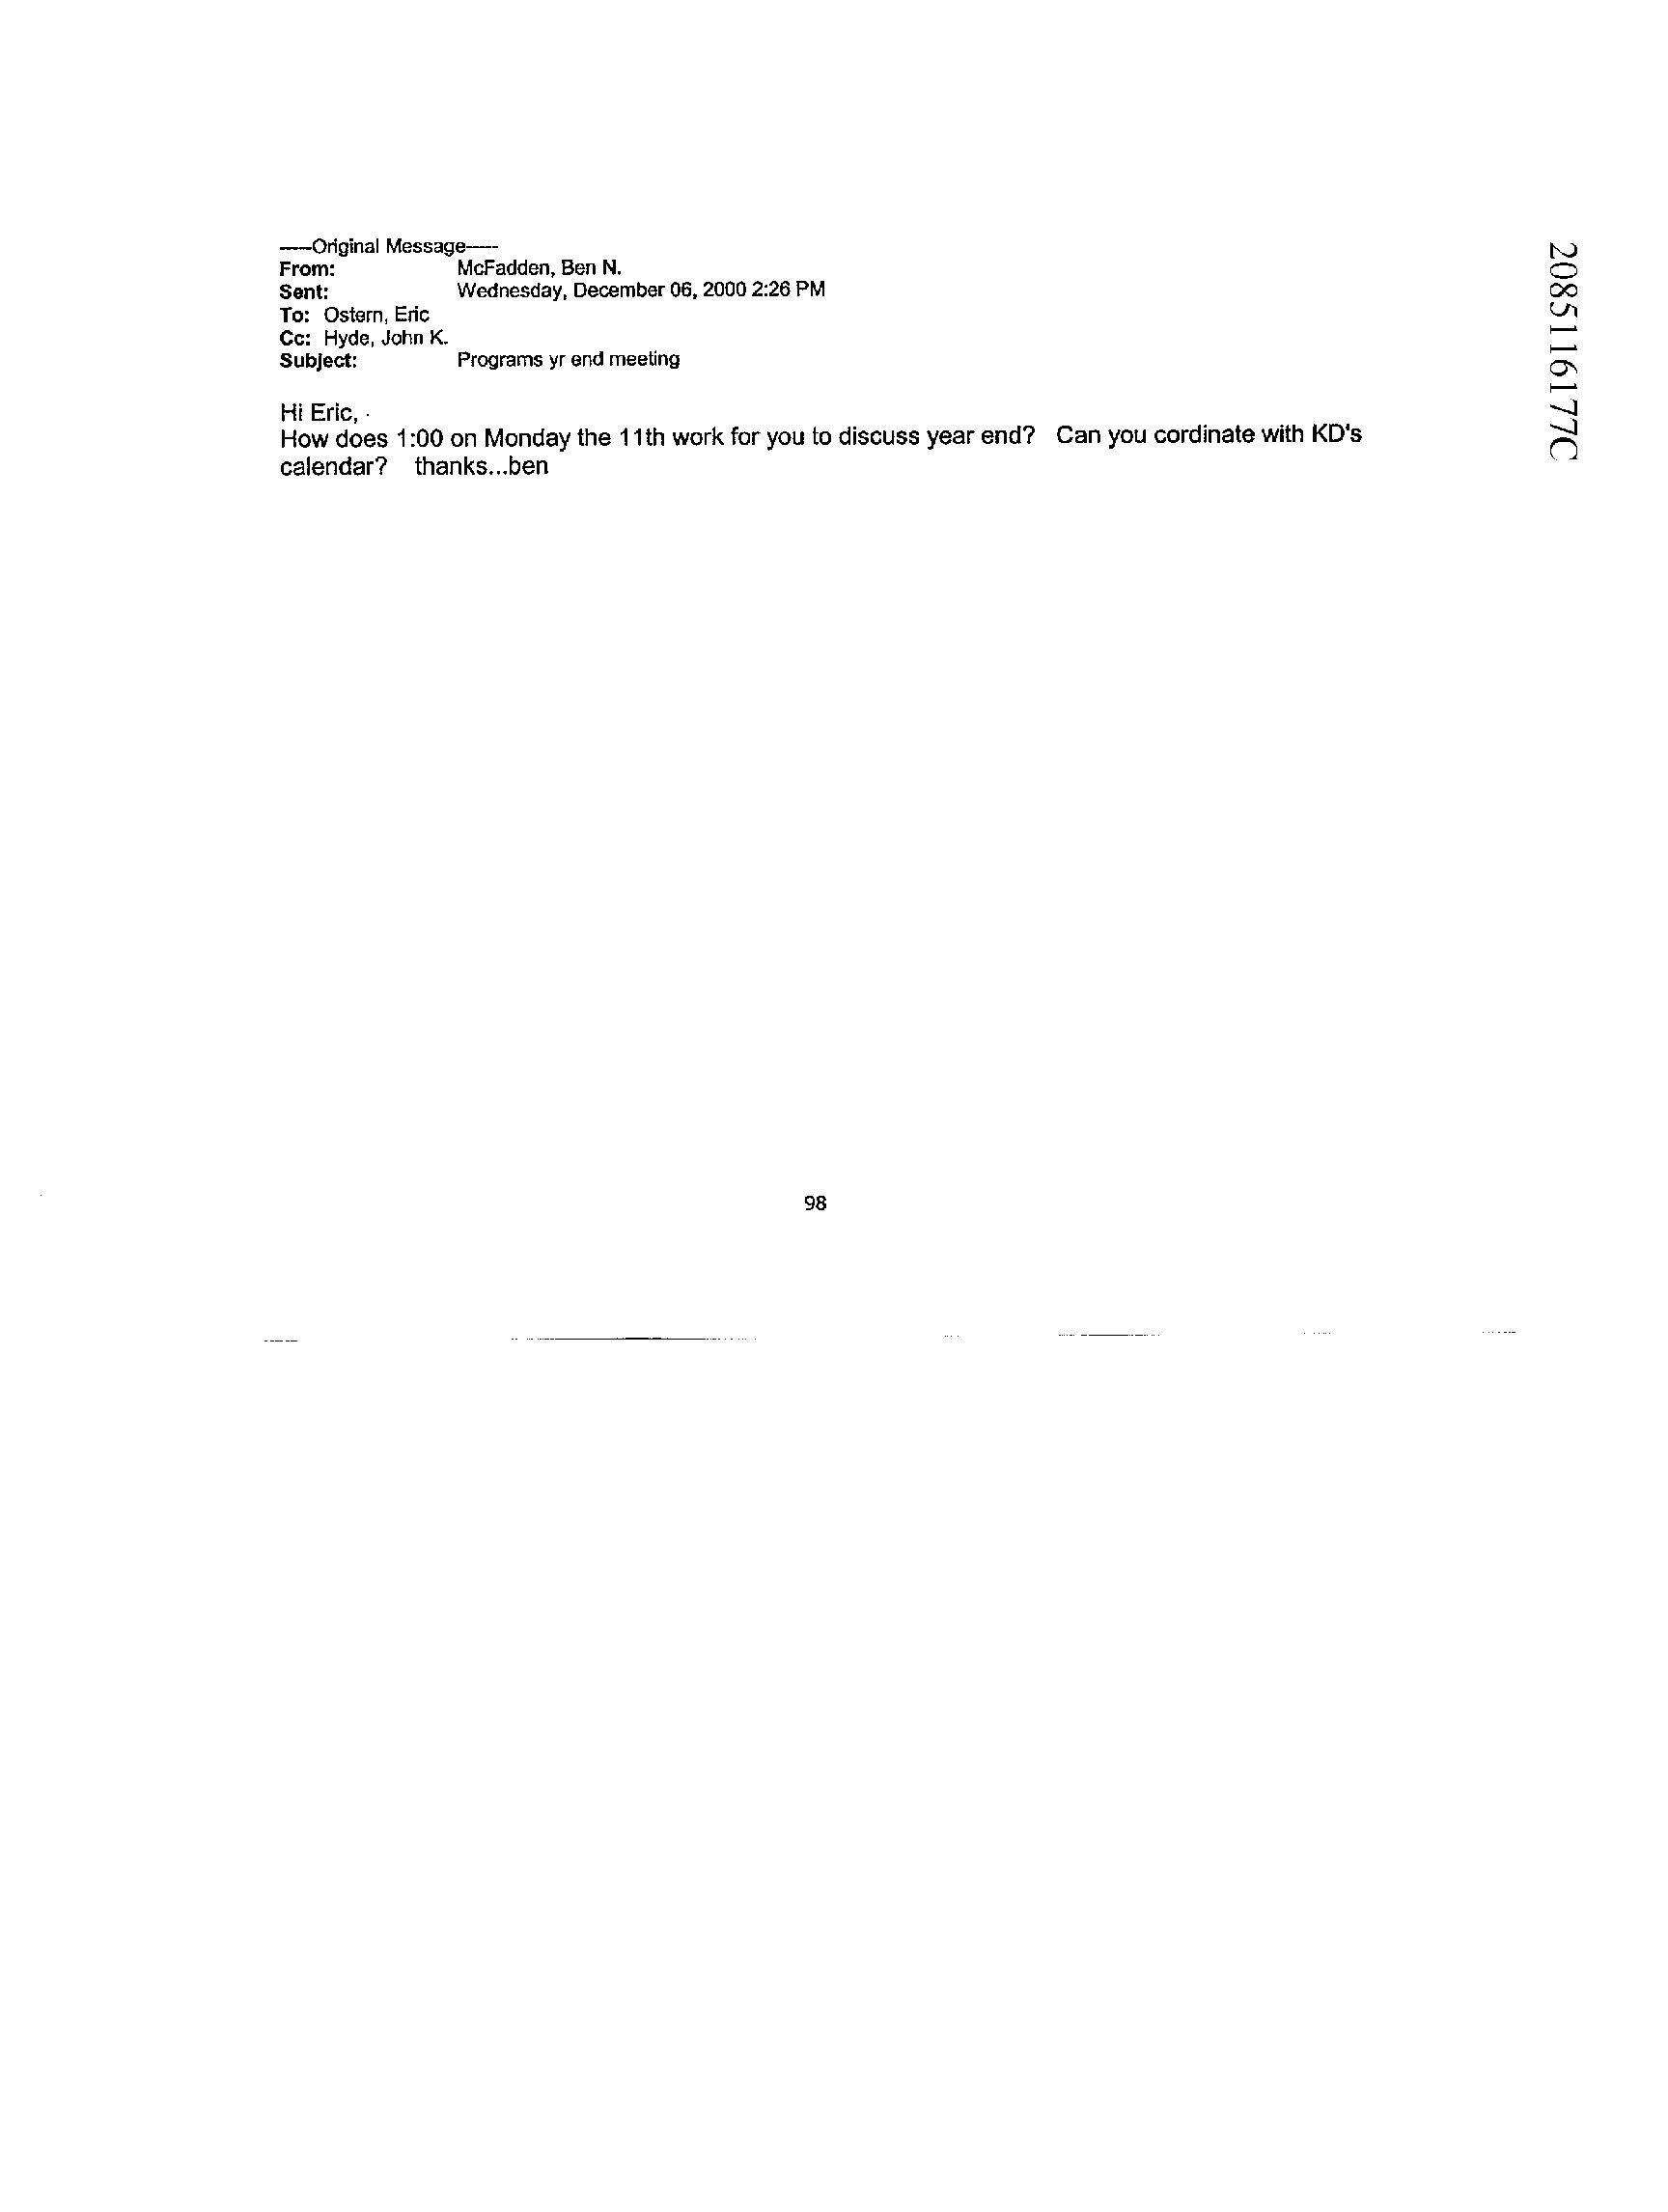 -----Original Message-----
From: McFadden, Ben N.
Sent: Wednesday, December 06, 2000 2:26 PM
To: Ostern, Eric
Cc: Hyde, John K.
Subject: Programs yr end meeting
Hi Eric,
How does 1:00 on Monday the 11th work for you to discuss year end? Can you cordinate with KD's
calendar? thanks...ben
98
2085116177C